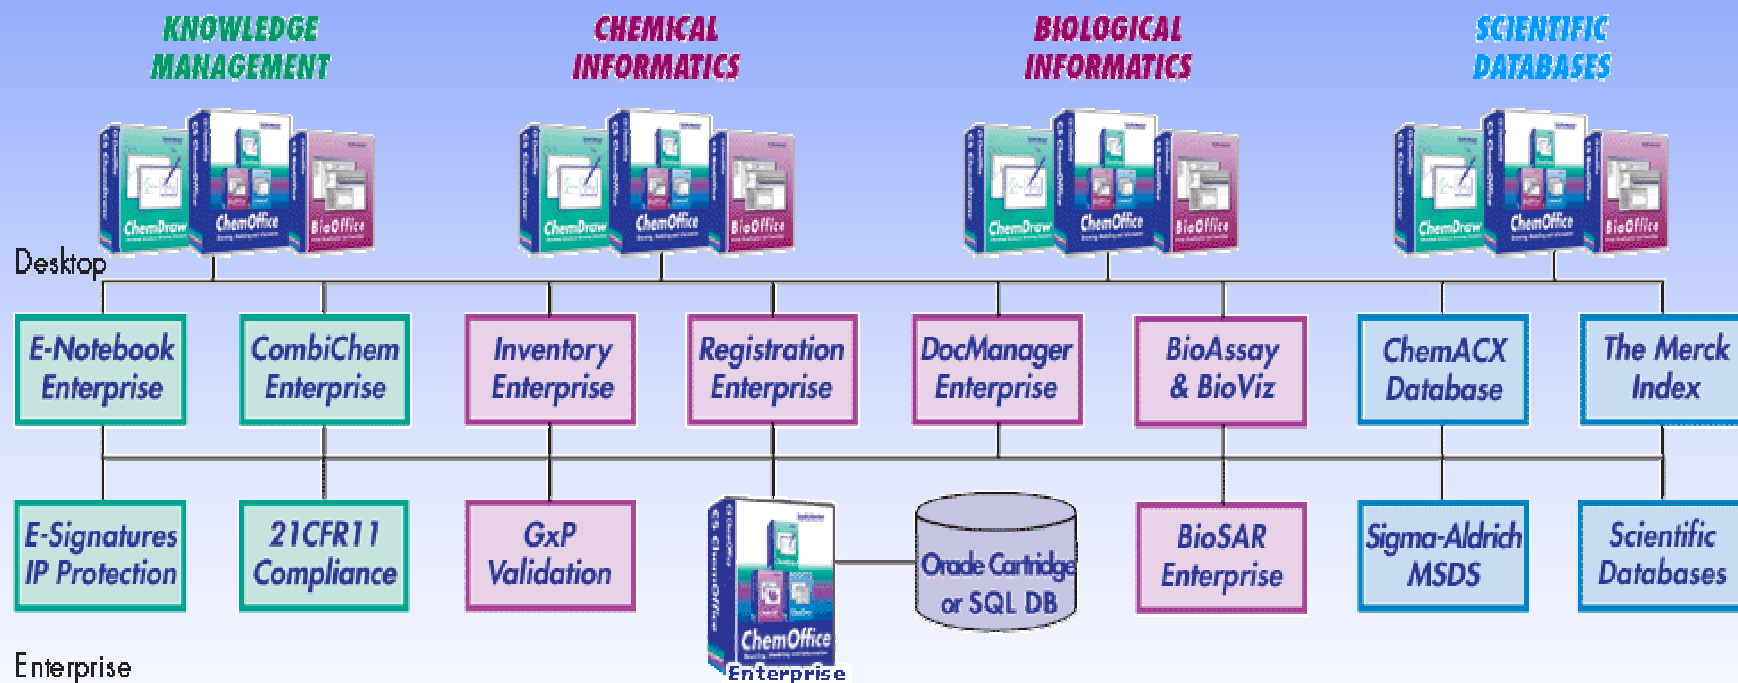 KNOWLEDGE
MANAGEMENT
CHEMICAL
INFORMATICS
BIOLOGICAL
INFORMATICS
SCIENTIFIC
DATABASES
ChemDraw
ChemOffice
BioOffice
ChemDraw
ChemOffice
BioOffice
ChemDraw
ChemOffice
BioOffice
ChemDraw
ChemOffice
BioOffice
Desktop
E-Notebook
Enterprise
CombiChem
Enterprise
Inventory
Enterprise
Registration
Enterprise
DocManager
Enterprise
BioAssay
& BioViz
ChemACX
Database
The Merck
Index
E-Signatures
IP Protection
21CFR11
Compliance
GxP
Validation
CS ChemOffice
ChemOffice
Enterprise
Oracle Cartridge
or SQL DB
BioSAR
Enterprise
Sigma-Aldrich
MSDS
Scientific
Databases
Enterprise